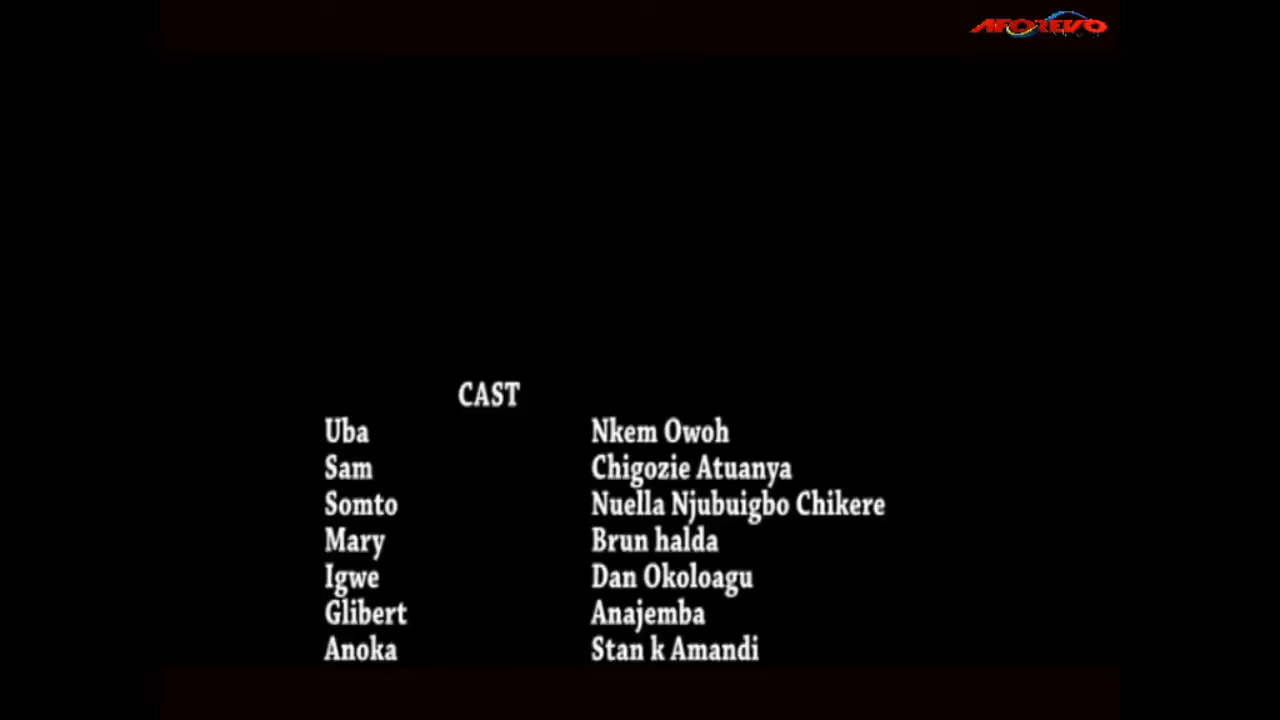 AFOREVO
CAST
Uba Nkem Owoh
Sam Chigozie Atuanya
Somto Nuella Njubuigbo Chikere
Mary Brun halda
Igwe Dan Okoloagu
Glibert Anajemba
Anoka Stan k Amandi